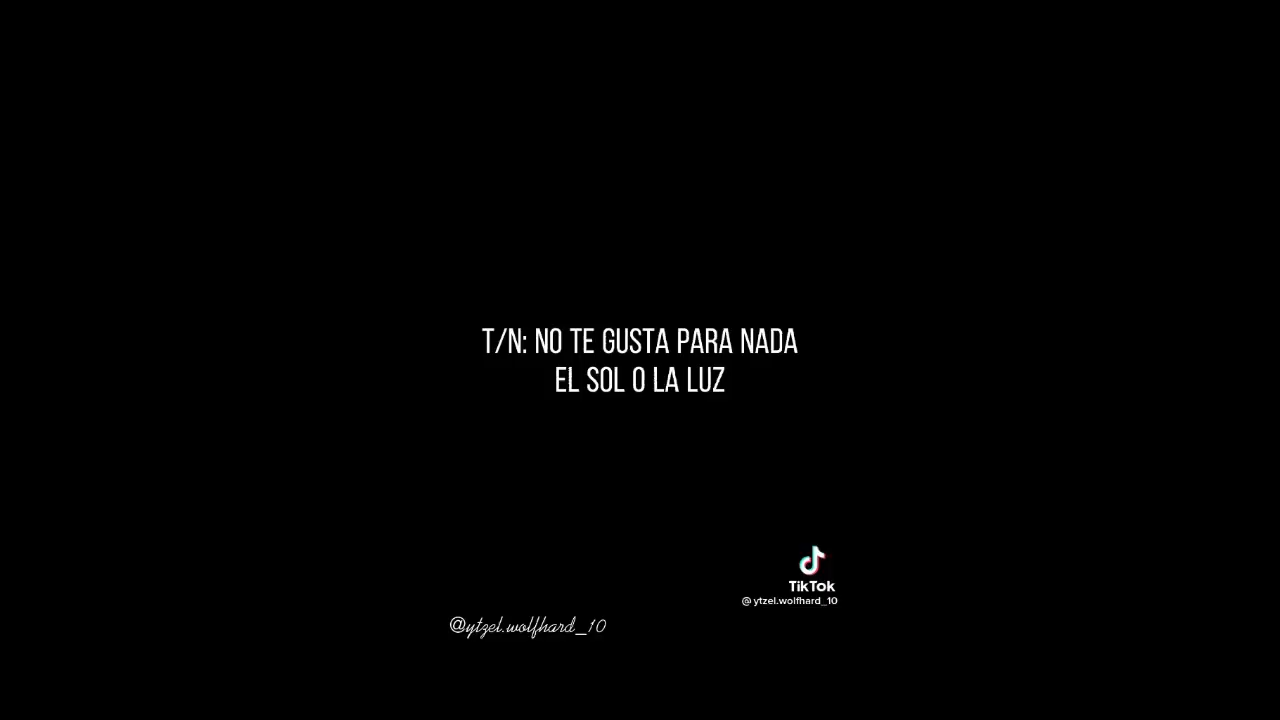 T/N: NO TE GUSTA PARA NADA
EL SOL O LA LUZ
TikTok
@ ytzel.wolfhard_10
@ytzel.wolfhard_10